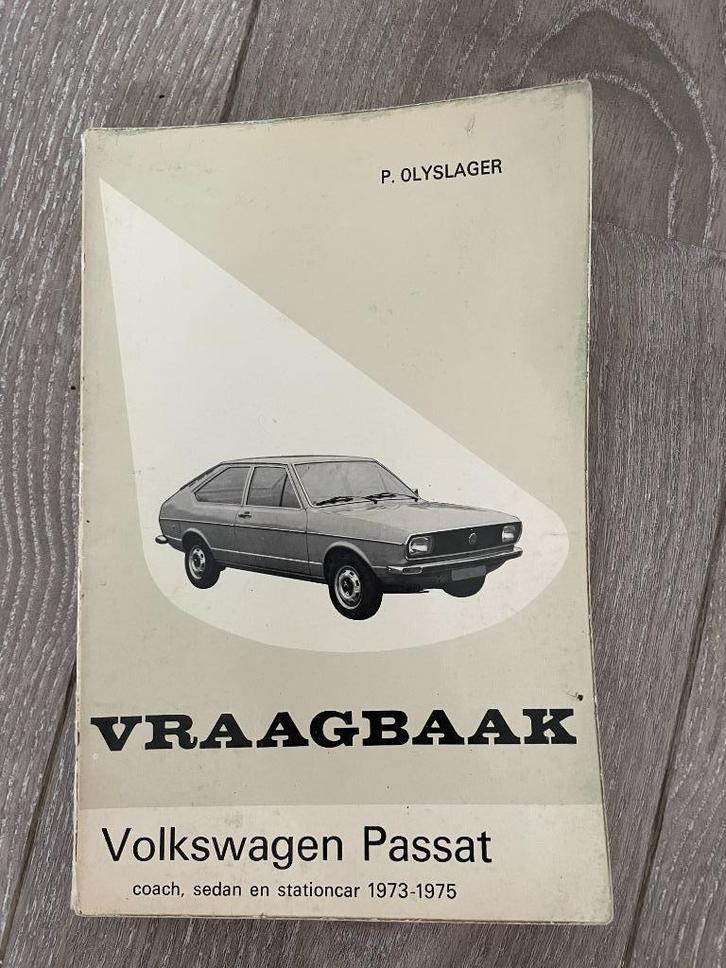 P. OLYSLAGER
VRAAGBAAK
Volkswagen Passat
coach, sedan en stationcar 1973-1975